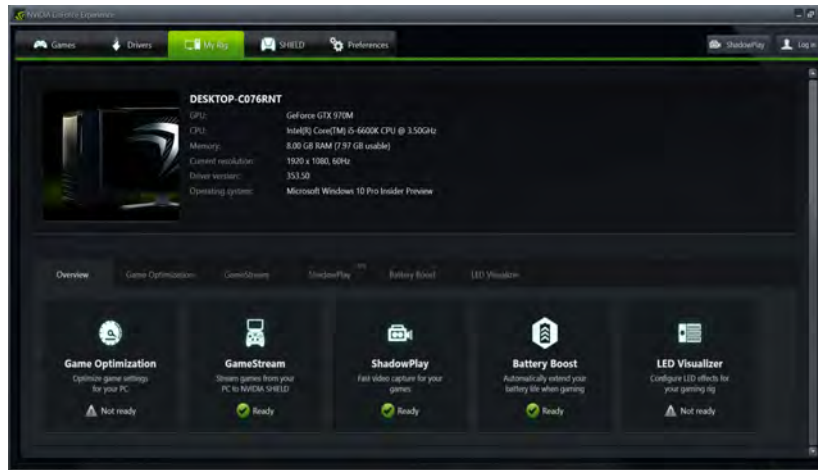 NVIDIA GeForce Experience
Games Drivers My Rig SHIELD Preferences ShadowPlay Log in
DESKTOP-C076RNT
GPU: GeForce GTX 970M
CPU: Intel(R) Core(TM) i5-6600K CPU @ 3.50GHz
Memory: 8.00 GB RAM (7.97 GB usable)
Current resolution: 1920 x 1080, 60Hz
Driver version: 353.50
Operating system: Microsoft Windows 10 Pro Insider Preview
Overview Game Optimization GameStream ShadowPlay Battery Boost LED Visualizer
Game Optimization
Optimize game settings
for your PC
Not ready
GameStream
Stream games from your
PC to NVIDIA SHIELD
Ready
ShadowPlay
Fast video capture for your
games
Ready
Battery Boost
Automatically extend your
battery life when gaming
Ready
LED Visualizer
Configure LED effects for
your gaming rig
Not ready